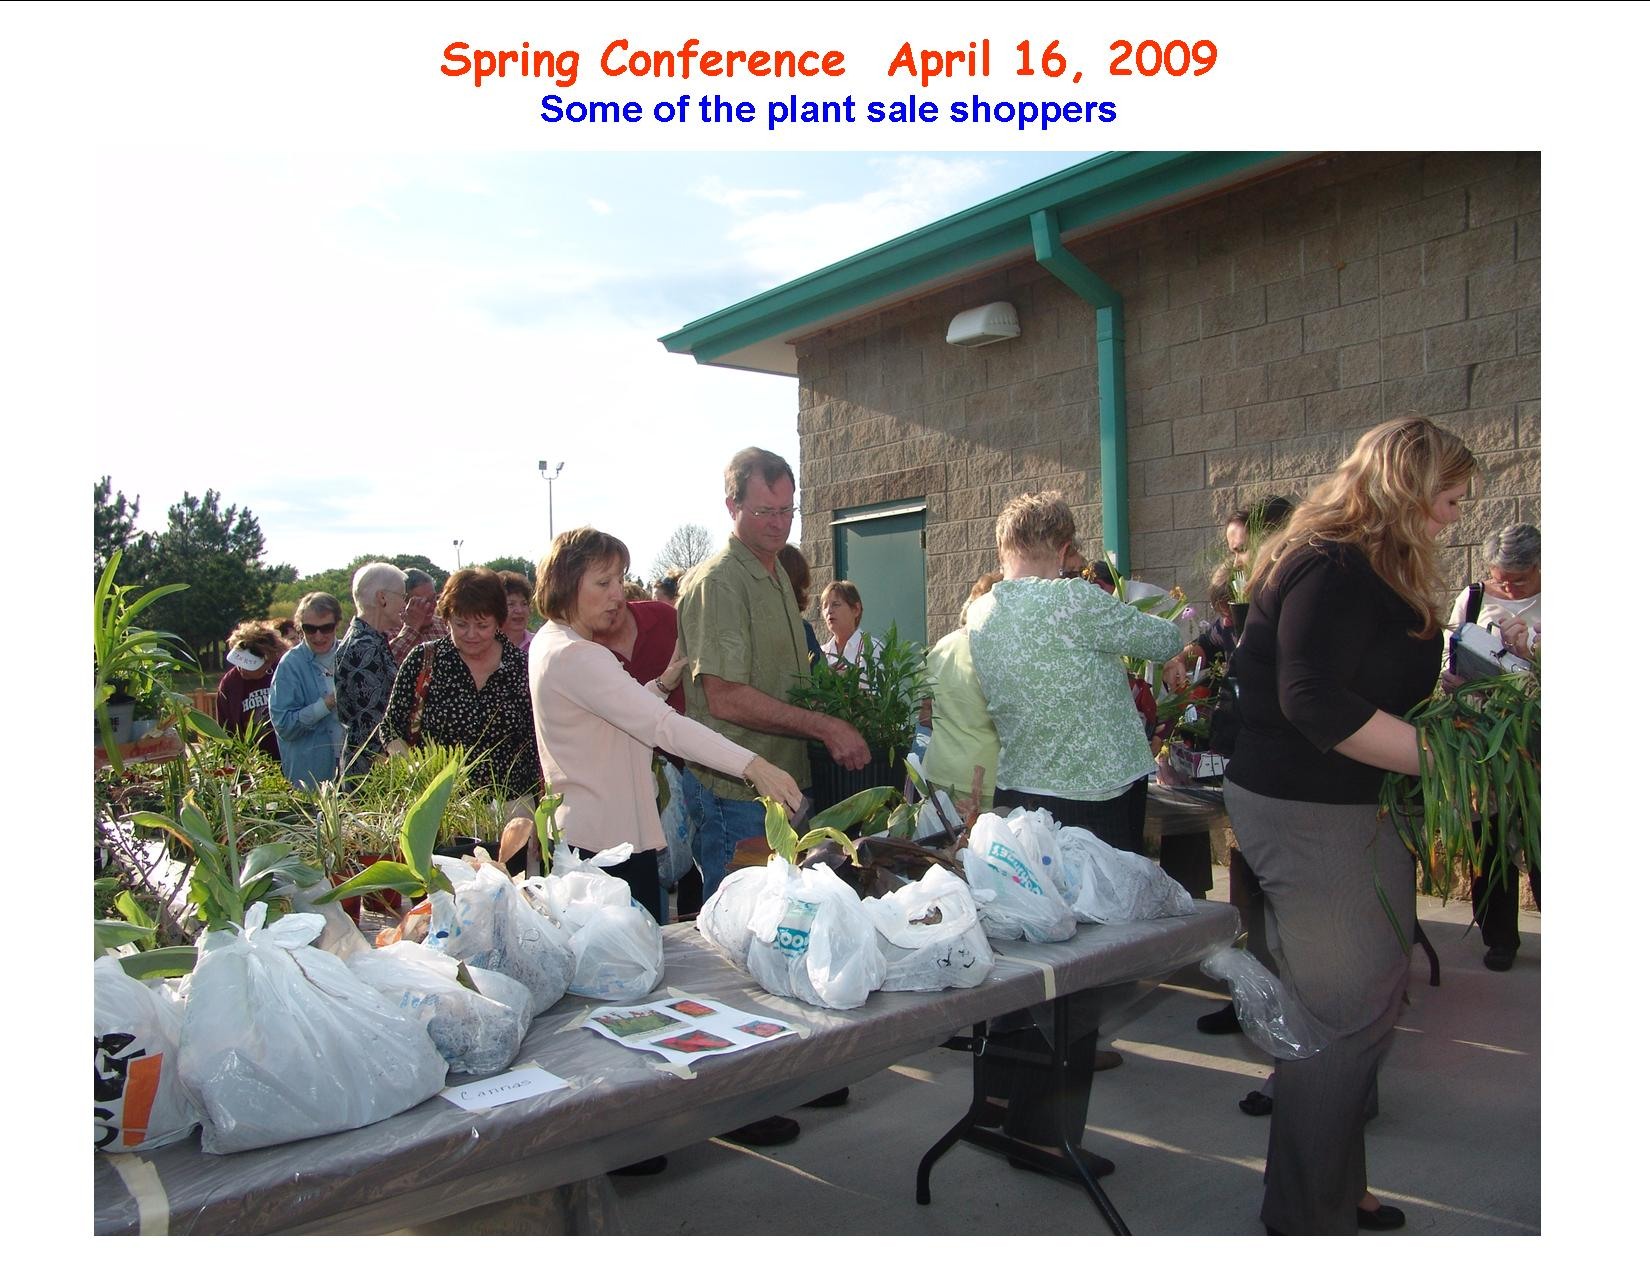 Spring Conference  April 16, 2009
Some of the plant sale shoppers
Cannas